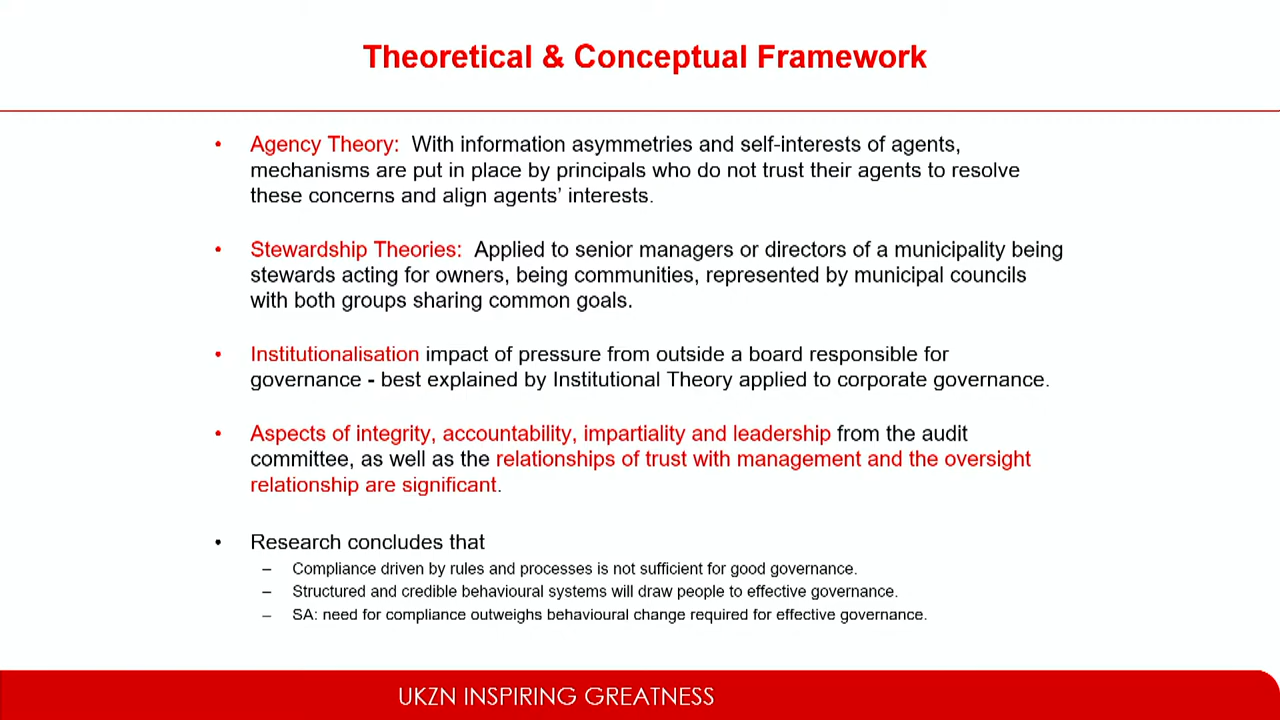 Theoretical & Conceptual Framework
• Agency Theory: With information asymmetries and self-interests of agents,
mechanisms are put in place by principals who do not trust their agents to resolve
these concerns and align agents’ interests.
• Stewardship Theories: Applied to senior managers or directors of a municipality being
stewards acting for owners, being communities, represented by municipal councils
with both groups sharing common goals.
• Institutionalisation impact of pressure from outside a board responsible for
governance - best explained by Institutional Theory applied to corporate governance.
• Aspects of integrity, accountability, impartiality and leadership from the audit
committee, as well as the relationships of trust with management and the oversight
relationship are significant.
• Research concludes that
– Compliance driven by rules and processes is not sufficient for good governance.
– Structured and credible behavioural systems will draw people to effective governance.
– SA: need for compliance outweighs behavioural change required for effective governance.
UKZN INSPIRING GREATNESS